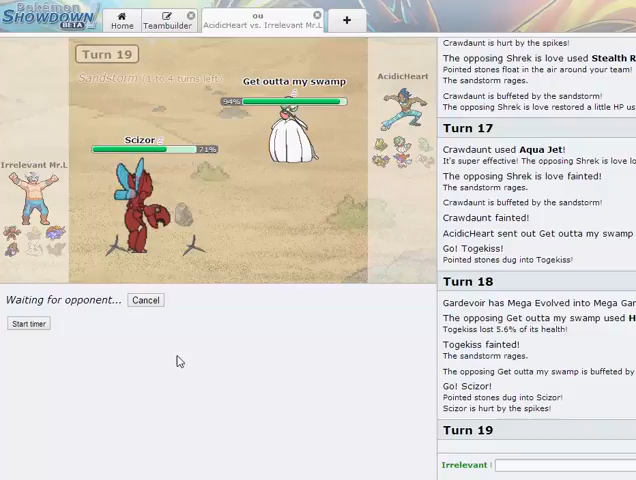 Pokémon
SHOWDOWN
BETA
Home
Teambuilder
ou
AcidicHeart vs. Irrelevant Mr.L
+
Turn 19
Sandstorm (1 to 4 turns left)
Get outta my swamp
94%
AcidicHeart
Scizor
71%
Irrelevant Mr.L
Waiting for opponent... Cancel
Start timer
Crawdaunt is hurt by the spikes!
The opposing Shrek is love used Stealth R
Pointed stones float in the air around your team!
The sandstorm rages.
Crawdaunt is buffeted by the sandstorm!
The opposing Shrek is love restored a little HP us
Turn 17
Crawdaunt used Aqua Jet!
It's super effective! The opposing Shrek is love lo
The opposing Shrek is love fainted!
The sandstorm rages.
Crawdaunt is buffeted by the sandstorm!
Crawdaunt fainted!
AcidicHeart sent out Get outta my swamp
Go! Togekiss!
Pointed stones dug into Togekiss!
Turn 18
Gardevoir has Mega Evolved into Mega Gar
The opposing Get outta my swamp used H
Togekiss lost 5.6% of its health!
Togekiss fainted!
The sandstorm rages.
The opposing Get outta my swamp is buffeted by
Go! Scizor!
Pointed stones dug into Scizor!
Scizor is hurt by the spikes!
Turn 19
Irrelevant